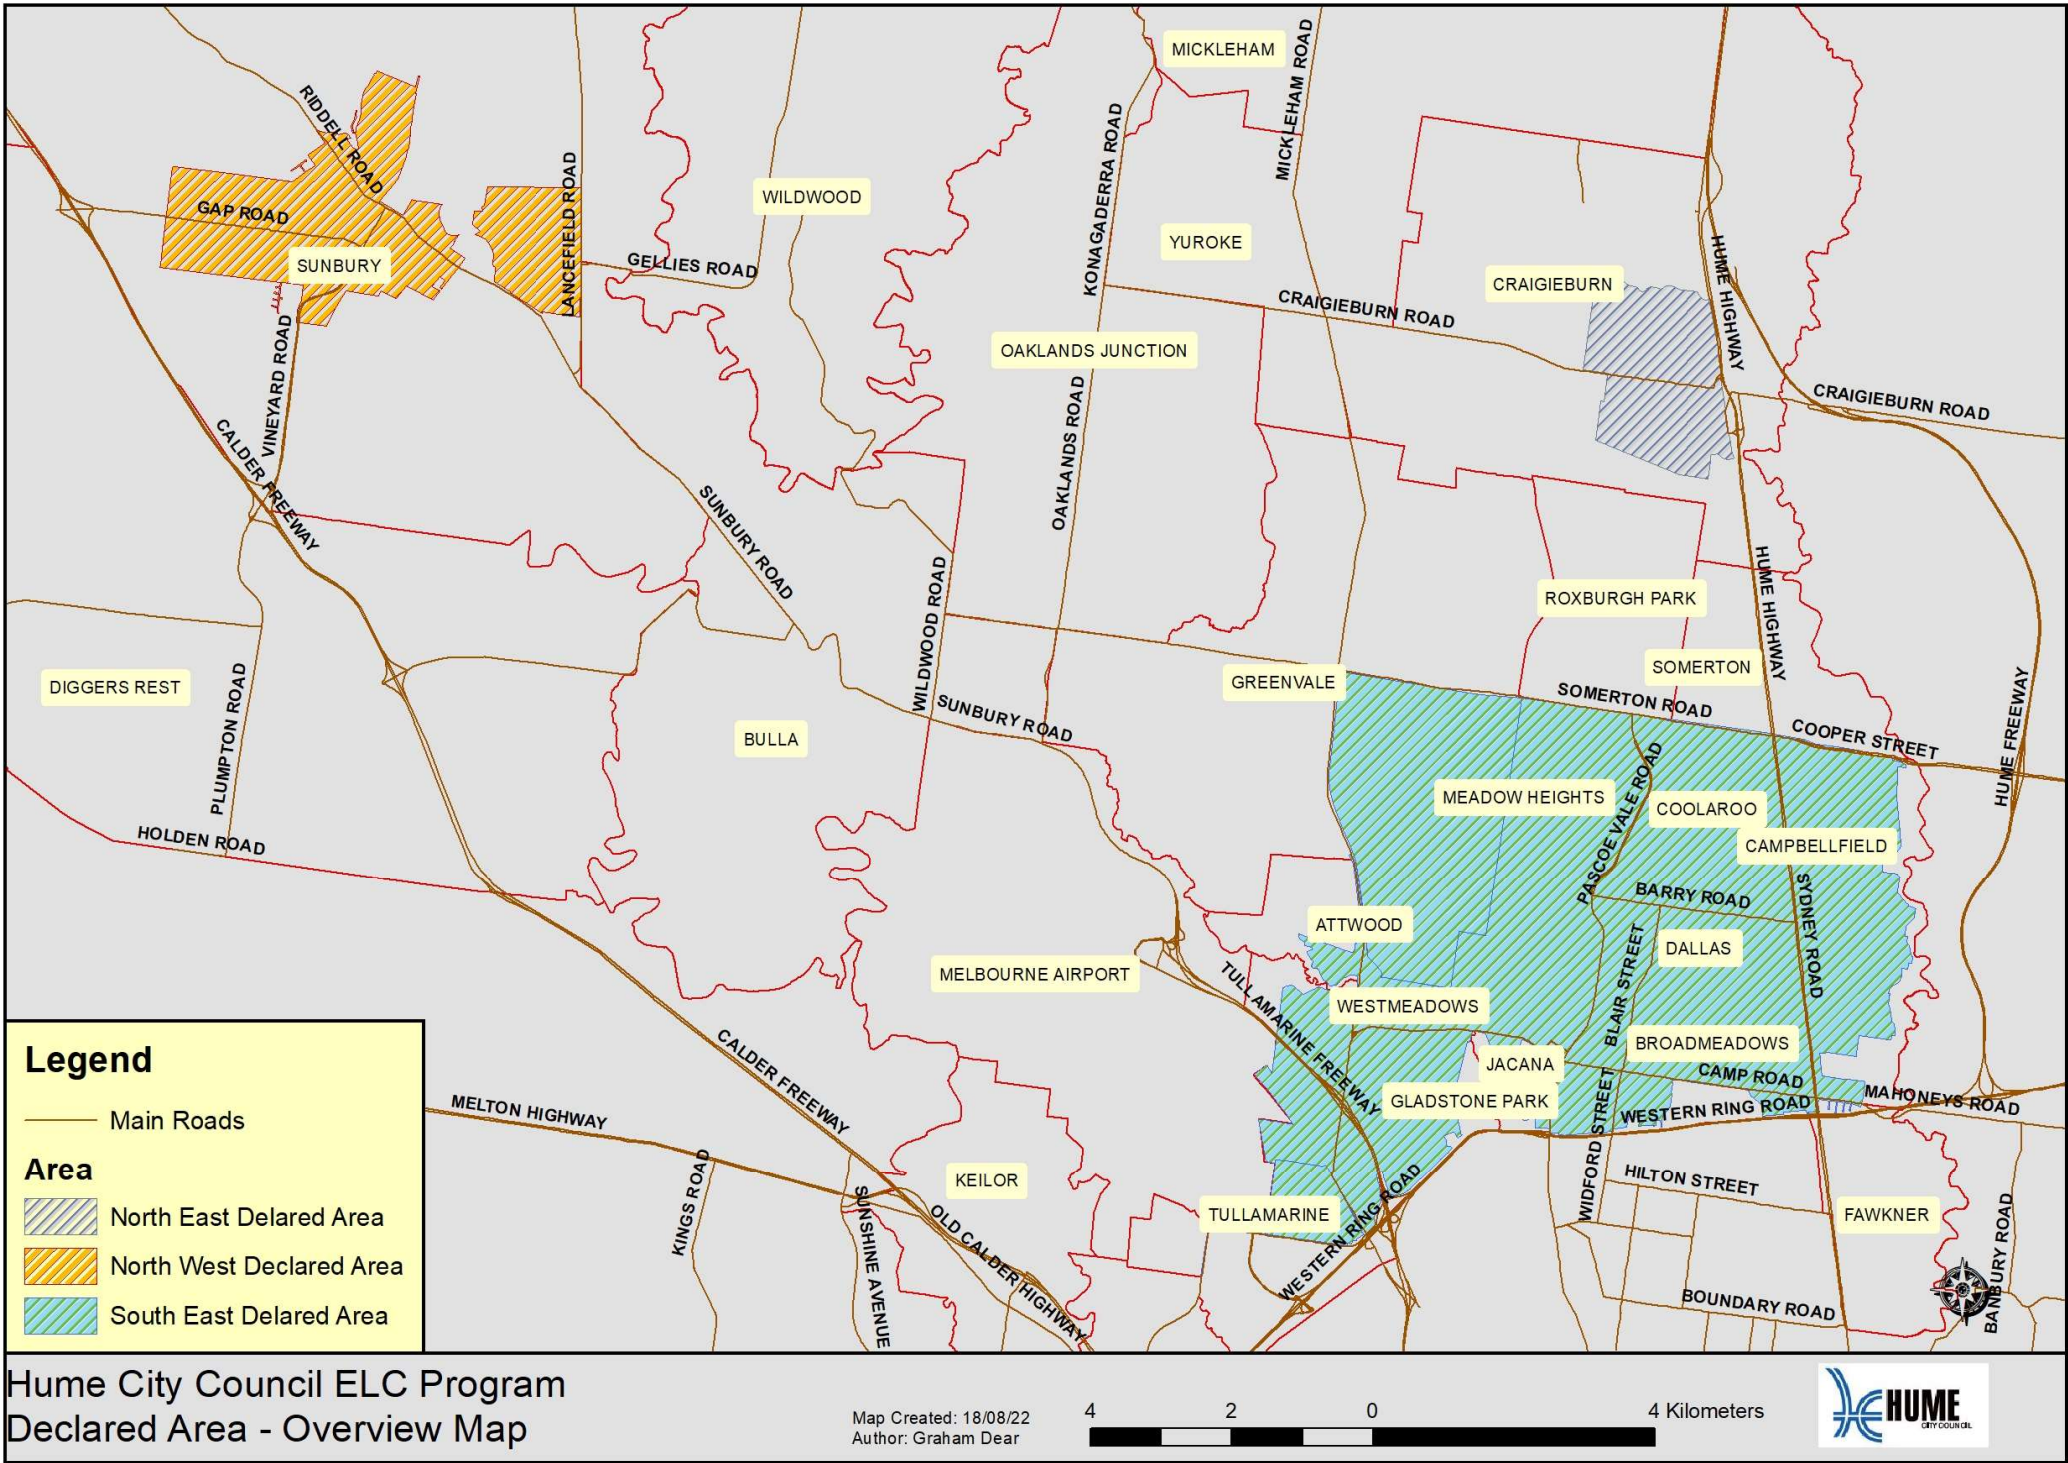 MICKLEHAM
MICKLEHAM ROAD
RIDDELL ROAD
KONAGADERRA ROAD
LANCEFIELD ROAD
WILDWOOD
GAP ROAD
YUROKE
SUNBURY
GELLIES ROAD
HUME HIGHWAY
CRAIGIEBURN
CRAIGIEBURN ROAD
OAKLANDS JUNCTION
VINEYARD ROAD
CRAIGIEBURN ROAD
OAKLANDS ROAD
CALDER FREEWAY
SUNBURY ROAD
HUME HIGHWAY
WILDWOOD ROAD
ROXBURGH PARK
SOMERTON
DIGGERS REST
PLUMPTON ROAD
GREENVALE
SOMERTON ROAD
HUME FREEWAY
SUNBURY ROAD
BULLA
COOPER STREET
PASCOE VALE ROAD
MEADOW HEIGHTS
COOLAROO
HOLDEN ROAD
CAMPBELLFIELD
BARRY ROAD
SYDNEY ROAD
ATTWOOD
BLAIR STREET
DALLAS
MELBOURNE AIRPORT
TULLAMARINE FREEWAY
WESTMEADOWS
BROADMEADOWS
JACANA
CAMP ROAD
GLADSTONE PARK
WESTERN RING ROAD
MAHONEYS ROAD
CALDER FREEWAY
MELTON HIGHWAY
WIDFORD STREET
KINGS ROAD
KEILOR
HILTON STREET
SUNSHINE AVENUE
TULLAMARINE
FAWKNER
WESTERN RING ROAD
OLD CALDER HIGHWAY
BANBURY ROAD
BOUNDARY ROAD
Legend
Main Roads
Area
North East Delared Area
North West Declared Area
South East Delared Area
Hume City Council ELC Program
Declared Area - Overview Map
Map Created: 18/08/22
Author: Graham Dear
4 2 0 4 Kilometers
HUME
CITY COUNCIL